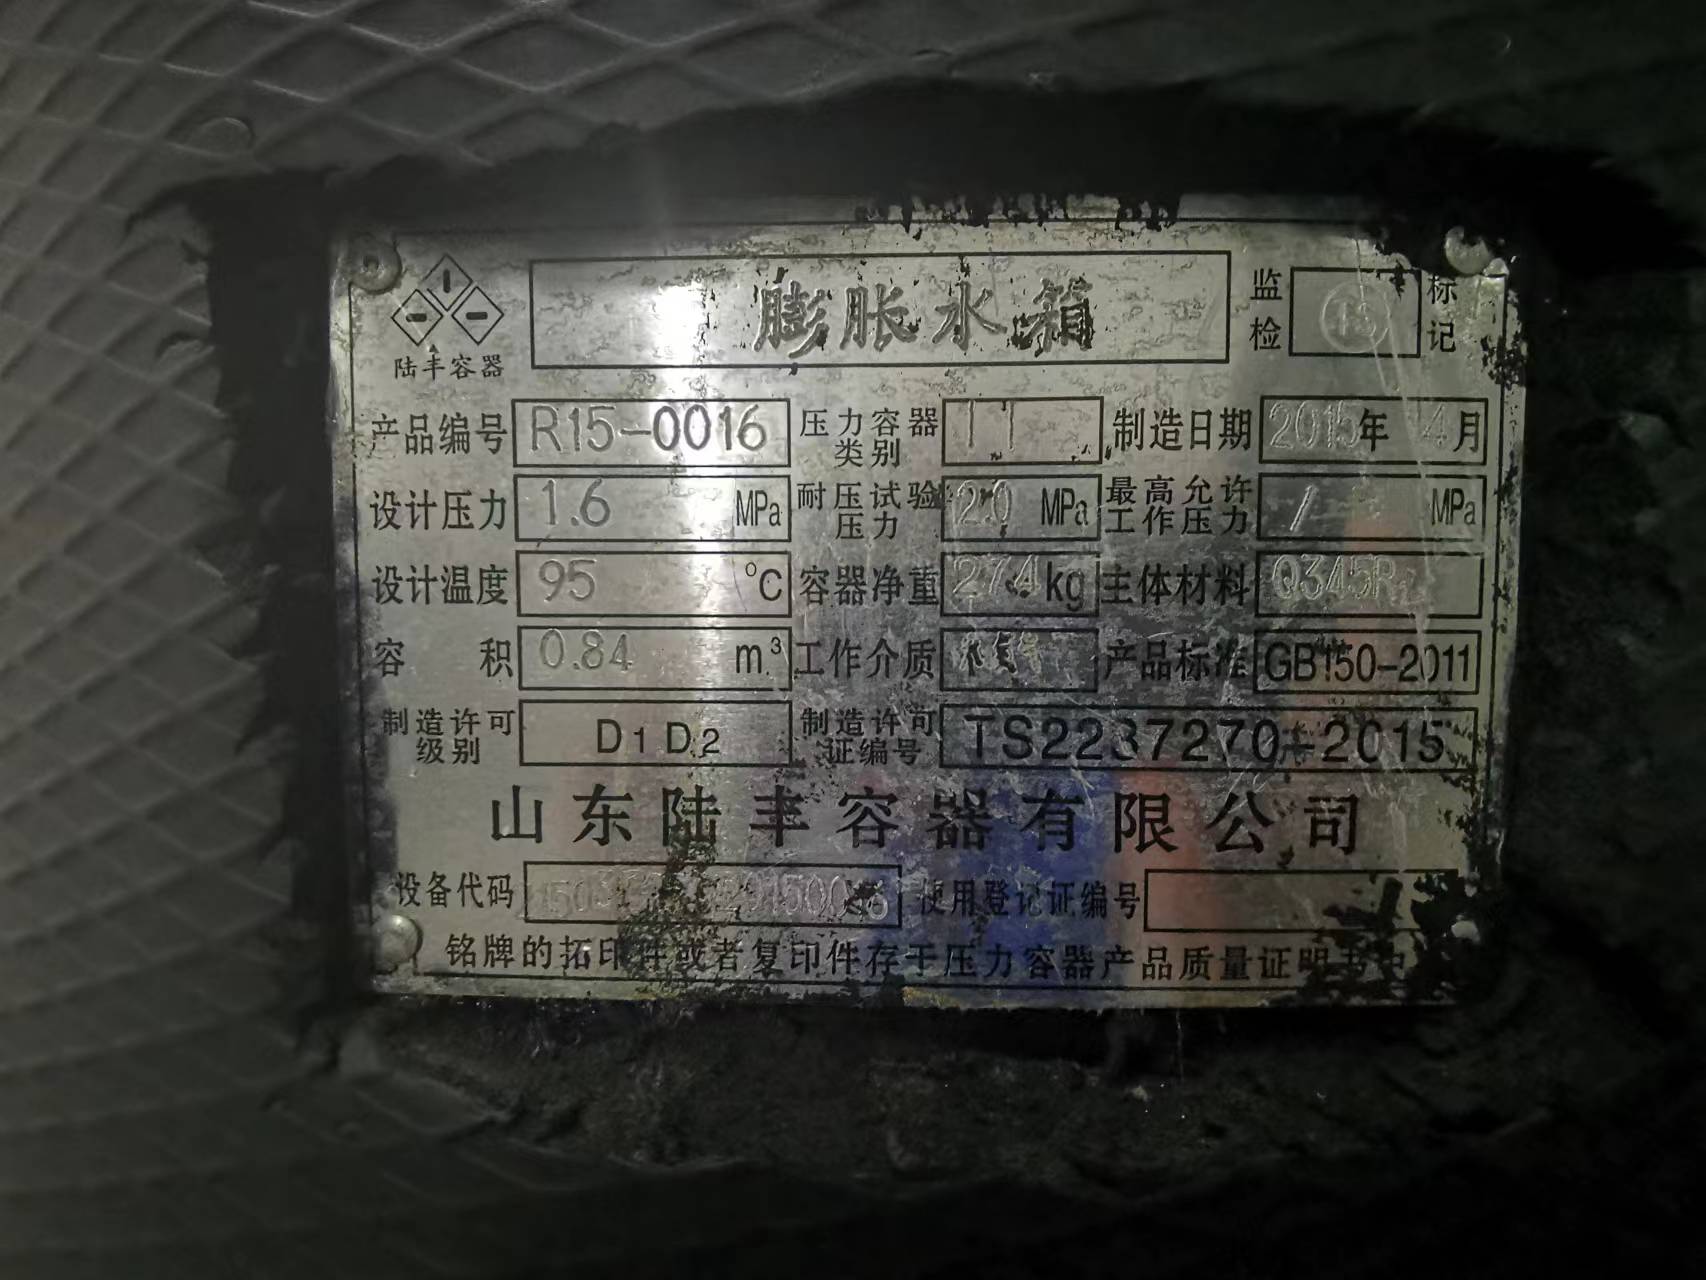 膨胀水箱
监检 标记
陆丰容器
产品编号 R15-0016 压力容器类别 II 制造日期 2015年 4月
设计压力 1.6 MPa 耐压试验压力 2.0 MPa 最高允许工作压力 / MPa
设计温度 95 °C 容器净重 274 kg 主体材料 Q345R
容积 0.84 m³ 工作介质 产品标准 GB150-2011
制造许可级别 D1 D2 制造许可证编号 TS2237270-2015
山东陆丰容器有限公司
设备代码 使用登记证编号
铭牌的拓印件或者复印件存于压力容器产品质量证明书中